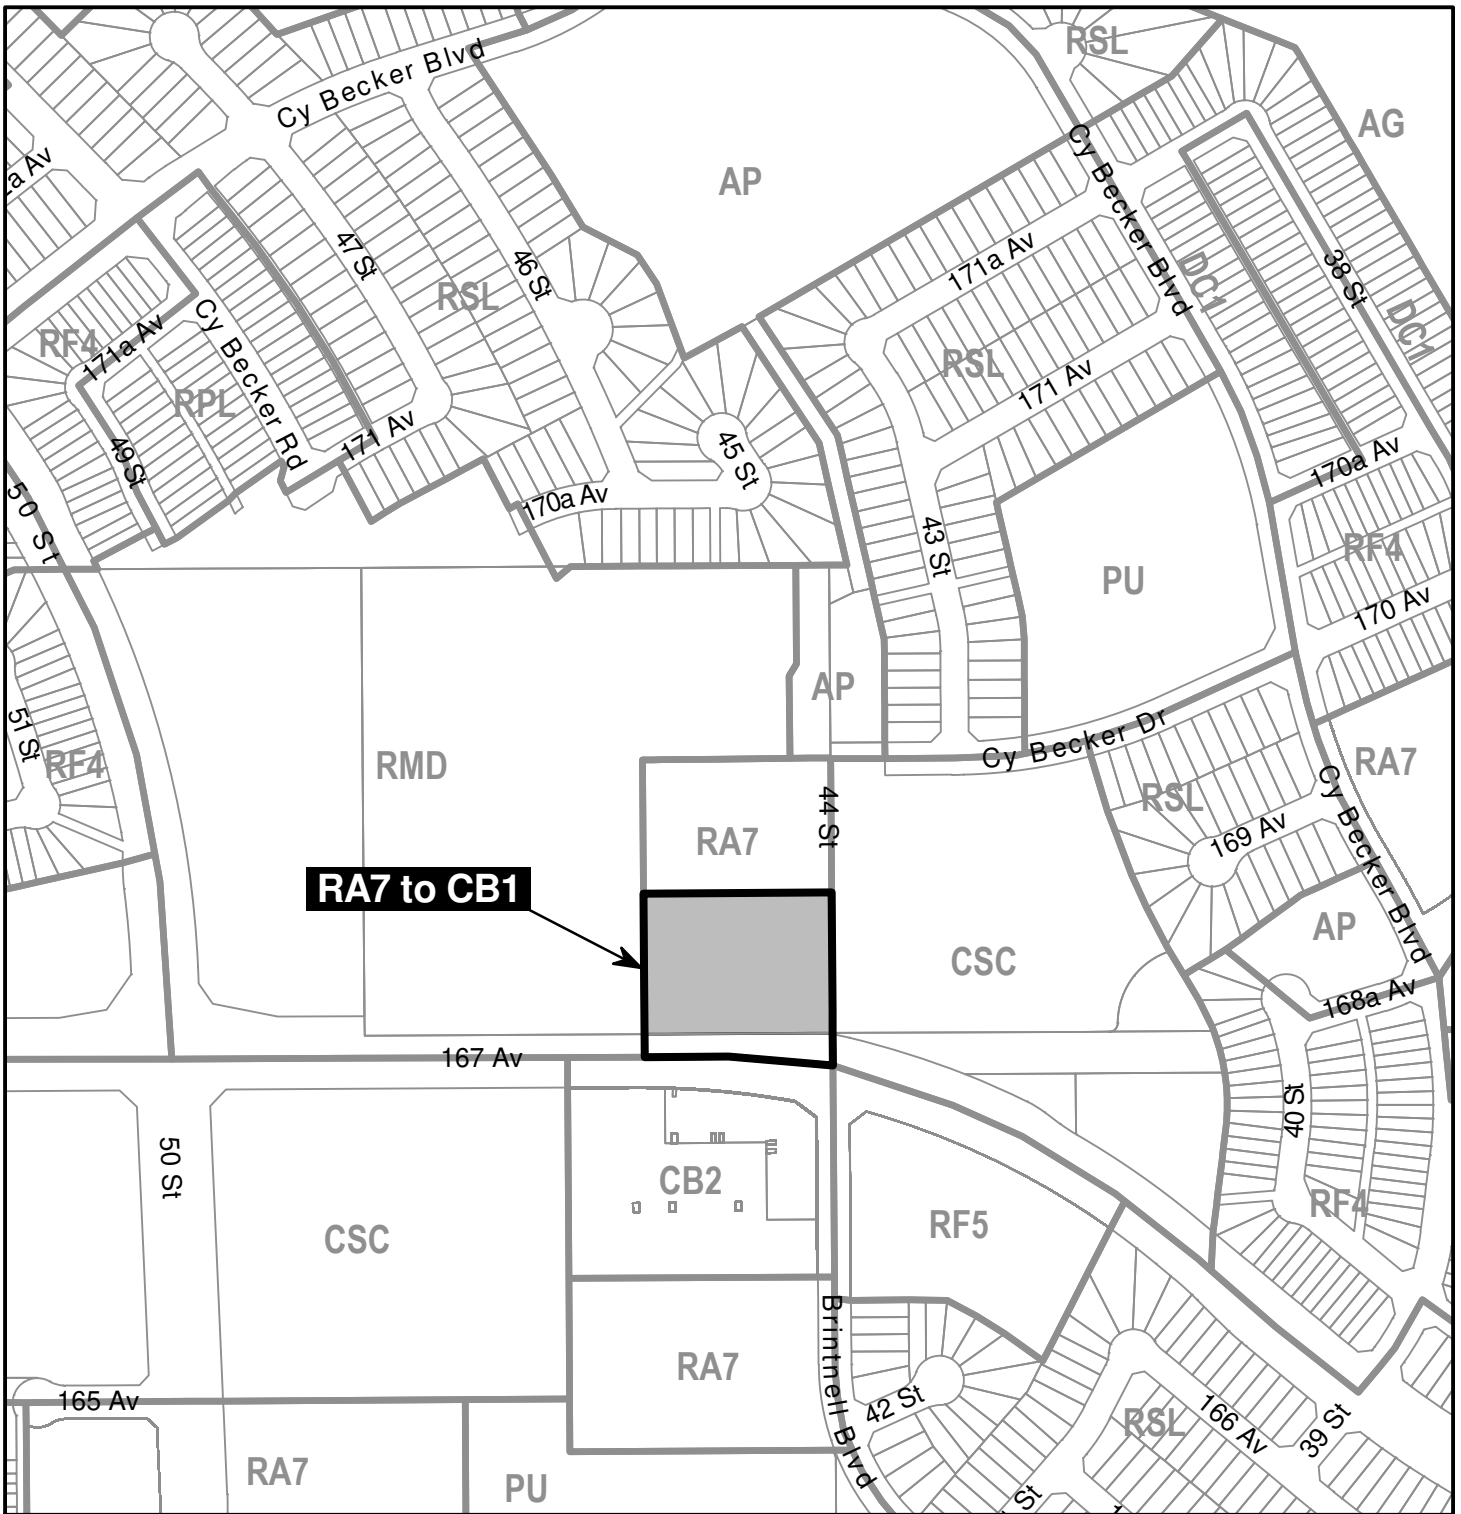 RSL
Cy Becker Blvd
AG
AP
Cy Becker Blvd
47 St
46 St
171a Av
38 St
DC1
DC1
RSL
Cy Becker Rd
RF4
171a Av
RSL
171 Av
RPL
171 Av
49 St
45 St
170a Av
50 St
170a Av
43 St
RF4
PU
170 Av
AP
51 St
RF4
RMD
Cy Becker Dr
RA7
44 St
RSL
Cy Becker Blvd
RA7
169 Av
RA7 to CB1
AP
CSC
168a Av
167 Av
40 St
50 St
CB2
RF4
RF5
CSC
Brintnell Blvd
RA7
165 Av
42 St
RSL
166 Av
39 St
RA7
PU
St